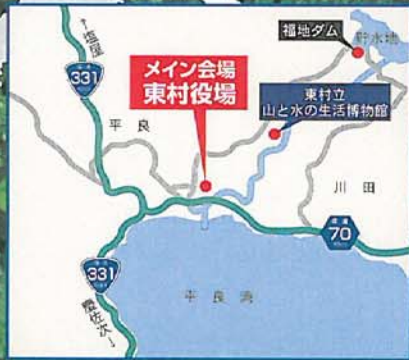 ↑塩屋
福地ダム
貯水池
国道
331
メイン会場
東村役場
東村立
山と水の生活博物館
平良
川田
70
331
平良湾
慶佐次↓